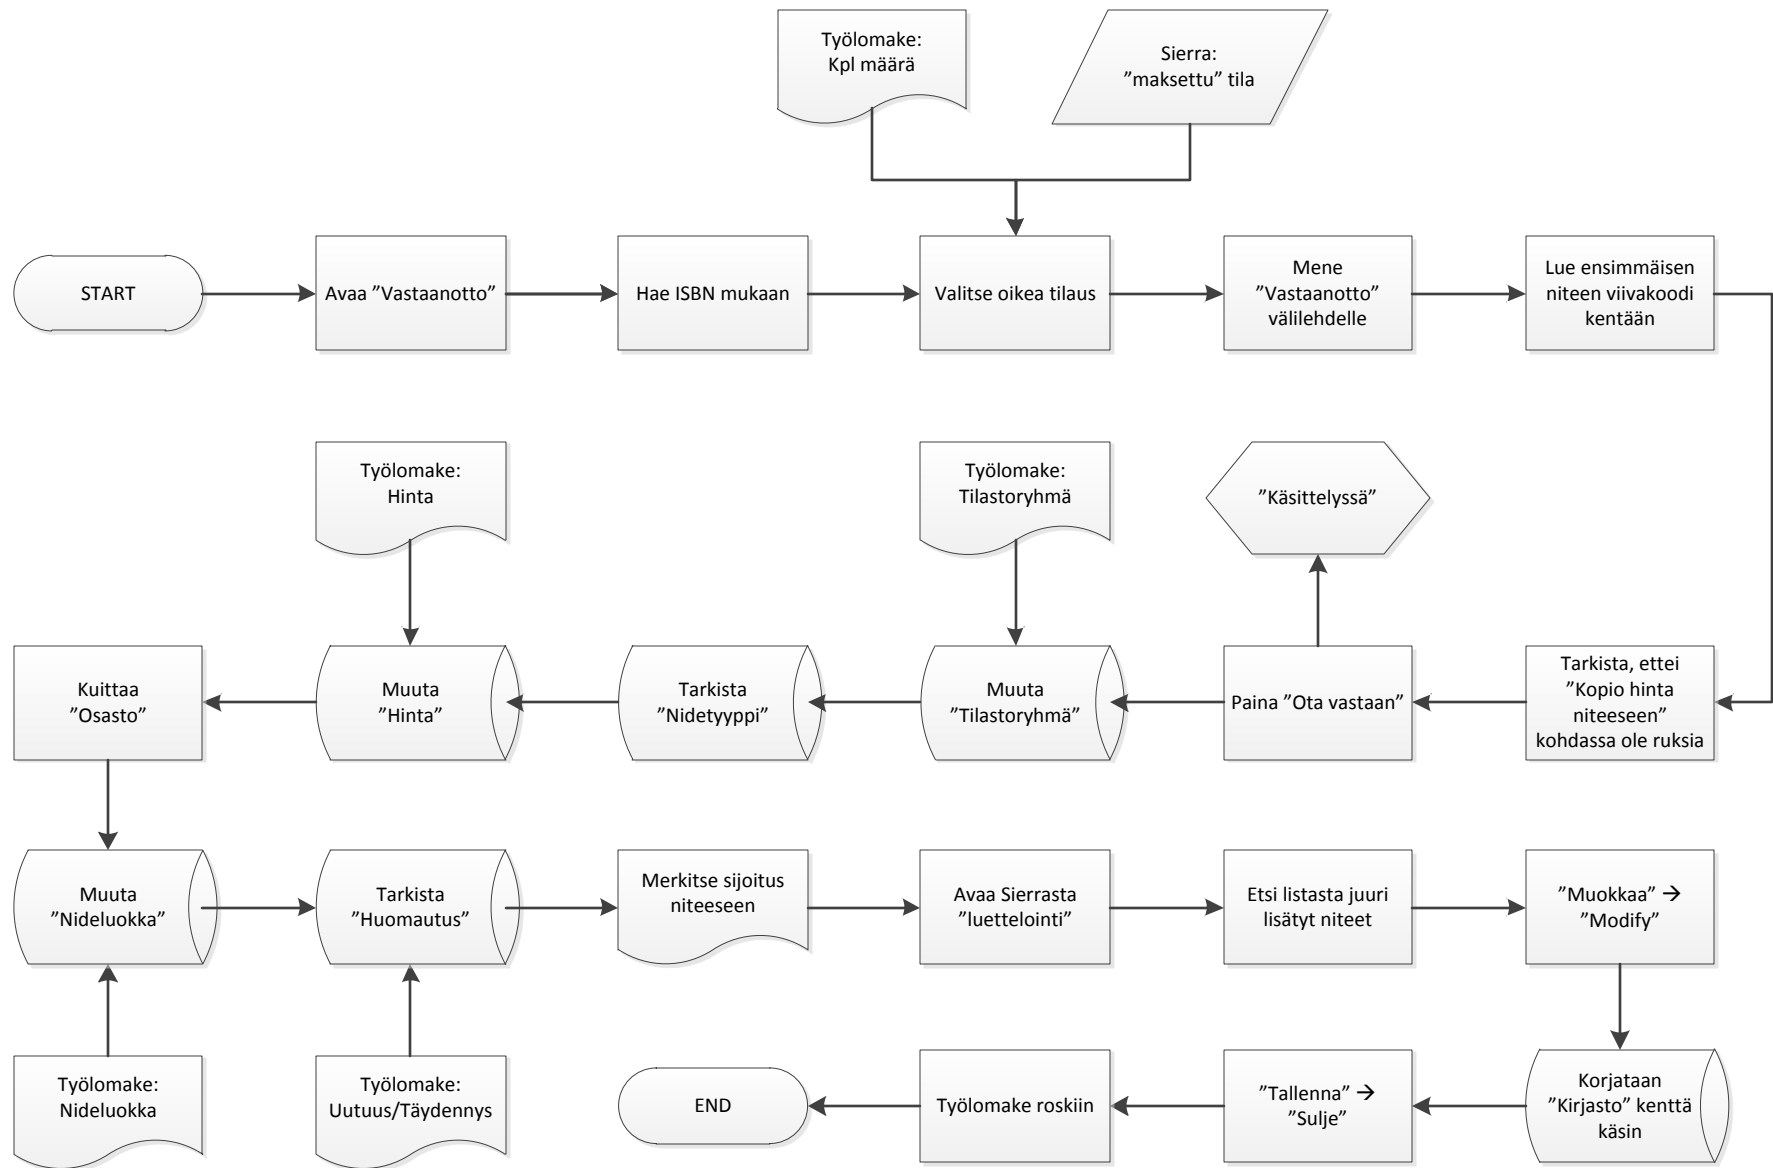 Työlomake:
Kpl määrä
Sierra:
”maksettu” tila
START
Avaa ”Vastaanotto”
Hae ISBN mukaan
Valitse oikea tilaus
Mene
”Vastaanotto”
välilehdelle
Lue ensimmäisen
niteen viivakoodi
kentään
Työlomake:
Hinta
Työlomake:
Tilastoryhmä
”Käsittelyssä”
Kuittaa
”Osasto”
Muuta
”Hinta”
Tarkista
”Nidetyyppi”
Muuta
”Tilastoryhmä”
Paina ”Ota vastaan”
Tarkista, ettei
”Kopio hinta
niteeseen”
kohdassa ole ruksia
Muuta
”Nideluokka”
Tarkista
”Huomautus”
Merkitse sijoitus
niteeseen
Avaa Sierrasta
”luettelointi”
Etsi listasta juuri
lisätyt niteet
”Muokkaa” →
”Modify”
Työlomake:
Nideluokka
Työlomake:
Uutuus/Täydennys
END
Työlomake roskiin
”Tallenna” →
”Sulje”
Korjataan
”Kirjasto” kenttä
käsin